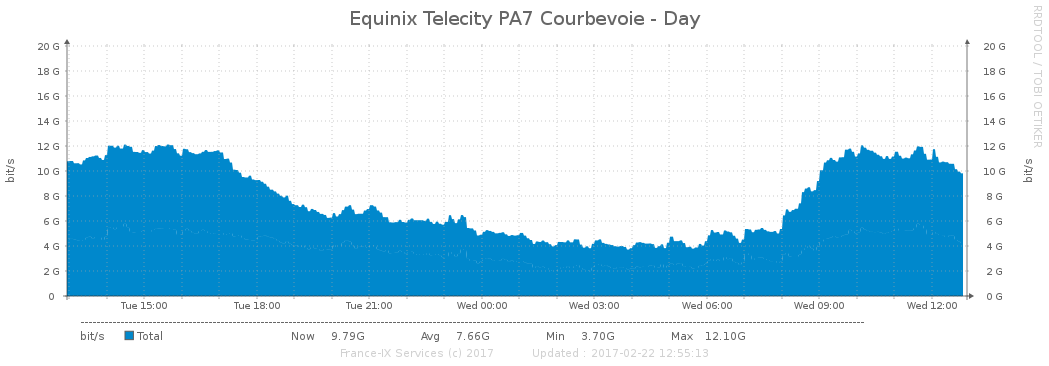 Equinix Telecity PA7 Courbevoie - Day
RRDTOOL / TOBI OETIKER
bit/s
bit/s
20 G 20 G
18 G 18 G
16 G 16 G
14 G 14 G
12 G 12 G
10 G 10 G
8 G 8 G
6 G 6 G
4 G 4 G
2 G 2 G
0 0 G
Tue 15:00 Tue 18:00 Tue 21:00 Wed 00:00 Wed 03:00 Wed 06:00 Wed 09:00 Wed 12:00
bit/s Total Now 9.79G Avg 7.66G Min 3.70G Max 12.10G
France-IX Services (c) 2017 Updated : 2017-02-22 12:55:13